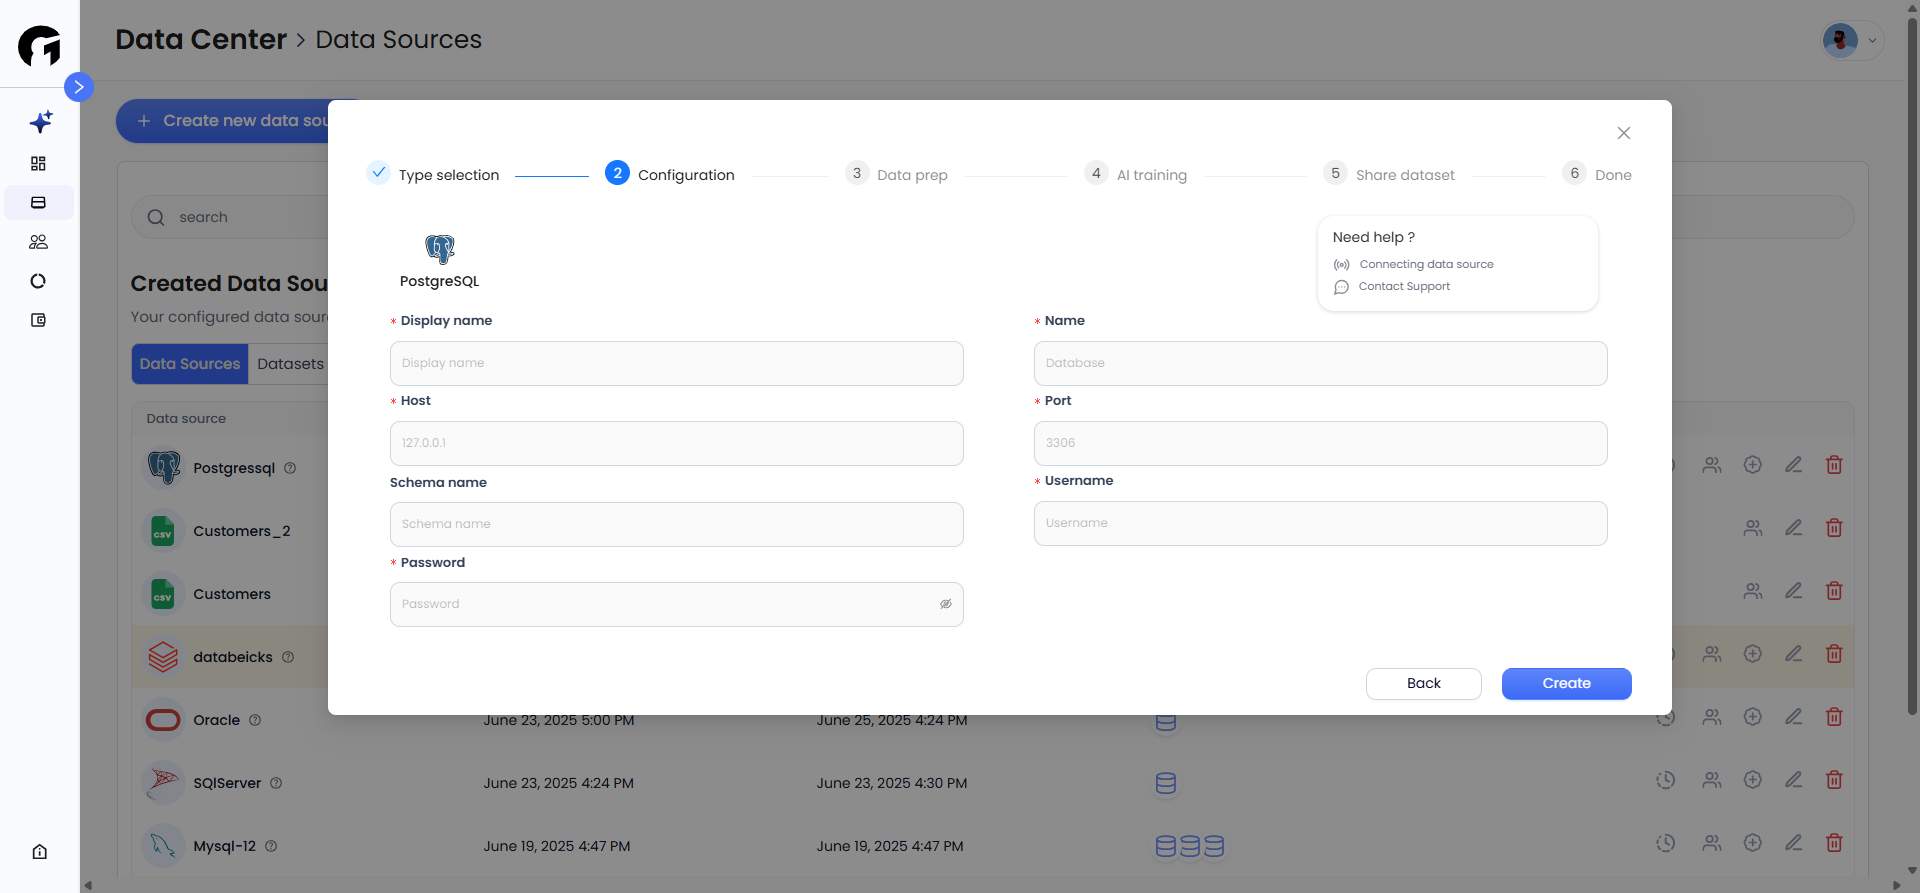 Data Center > Data Sources
+ Create new data sou
Type selection
2 Configuration
3 Data prep
4 AI training
5 Share dataset
6 Done
search
Need help ?
Connecting data source
Contact Support
PostgreSQL
* Display name
Display name
* Name
Database
* Host
127.0.0.1
* Port
3306
Schema name
Schema name
* Username
Username
* Password
Password
Back
Create
Created Data Sou
Your configured data sour
Data Sources
Datasets
Data source
Postgressql
CSV Customers_2
CSV Customers
databeicks
Oracle June 23, 2025 5:00 PM June 25, 2025 4:24 PM
SQlServer June 23, 2025 4:24 PM June 23, 2025 4:30 PM
Mysql-12 June 19, 2025 4:47 PM June 19, 2025 4:47 PM